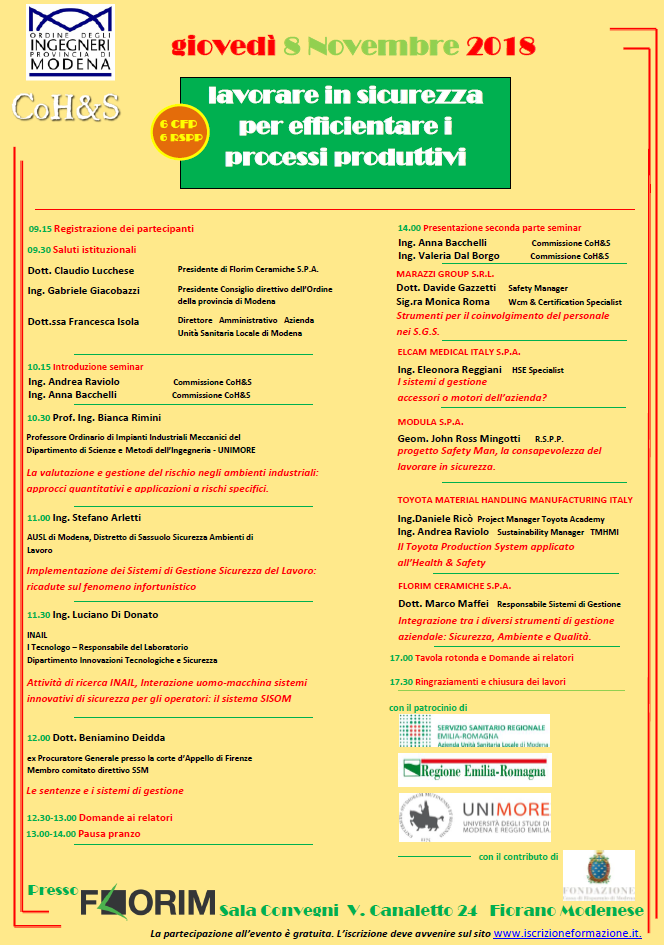 ORDINE DEGLI
INGEGNERI
PROVINCIA DI
MODENA
CoH&S
giovedì 8 Novembre 2018
6 CFP
6 RSPP
lavorare in sicurezza
per efficientare i
processi produttivi
09.15 Registrazione dei partecipanti
09.30 Saluti istituzionali
Dott. Claudio Lucchese Presidente di Florim Ceramiche S.P.A.
Ing. Gabriele Giacobazzi Presidente Consiglio direttivo dell'Ordine
della provincia di Modena
Dott.ssa Francesca Isola Direttore Amministrativo Azienda
Unità Sanitaria Locale di Modena
10.15 Introduzione seminar
Ing. Andrea Raviolo Commissione CoH&S
Ing. Anna Bacchelli Commissione CoH&S
10.30 Prof. Ing. Bianca Rimini
Professore Ordinario di Impianti Industriali Meccanici del
Dipartimento di Scienze e Metodi dell'Ingegneria - UNIMORE
La valutazione e gestione del rischio negli ambienti industriali:
approcci quantitativi e applicazioni a rischi specifici.
11.00 Ing. Stefano Arletti
AUSL di Modena, Distretto di Sassuolo Sicurezza Ambienti di
Lavoro
Implementazione dei Sistemi di Gestione Sicurezza del Lavoro:
ricadute sul fenomeno infortunistico
11.30 Ing. Luciano Di Donato
INAIL
I Tecnologo – Responsabile del Laboratorio
Dipartimento Innovazioni Tecnologiche e Sicurezza
Attività di ricerca INAIL, Interazione uomo-macchina sistemi
innovativi di sicurezza per gli operatori: il sistema SISOM
12.00 Dott. Beniamino Deidda
ex Procuratore Generale presso la corte d'Appello di Firenze
Membro comitato direttivo SSM
Le sentenze e i sistemi di gestione
12.30-13.00 Domande ai relatori
13.00-14.00 Pausa pranzo
14.00 Presentazione seconda parte seminar
Ing. Anna Bacchelli Commissione CoH&S
Ing. Valeria Dal Borgo Commissione CoH&S
MARAZZI GROUP S.R.L.
Dott. Davide Gazzetti Safety Manager
Sig.ra Monica Roma Wcm & Certification Specialist
Strumenti per il coinvolgimento del personale
nei S.G.S.
ELCAM MEDICAL ITALY S.P.A.
Ing. Eleonora Reggiani HSE Specialist
I sistemi d gestione
accessori o motori dell'azienda?
MODULA S.P.A.
Geom. John Ross Mingotti R.S.P.P.
progetto Safety Man, la consapevolezza del
lavorare in sicurezza.
TOYOTA MATERIAL HANDLING MANUFACTURING ITALY
Ing.Daniele Ricò Project Manager Toyota Academy
Ing. Andrea Raviolo Sustainability Manager TMHMI
Il Toyota Production System applicato
all'Health & Safety
FLORIM CERAMICHE S.P.A.
Dott. Marco Maffei Responsabile Sistemi di Gestione
Integrazione tra i diversi strumenti di gestione
aziendale: Sicurezza, Ambiente e Qualità.
17.00 Tavola rotonda e Domande ai relatori
17.30 Ringraziamenti e chiusura dei lavori
con il patrocinio di
SERVIZIO SANITARIO REGIONALE
EMILIA-ROMAGNA
Azienda Unità Sanitaria Locale di Modena
Regione Emilia-Romagna
UNIMORE
UNIVERSITÀ DEGLI STUDI DI
MODENA E REGGIO EMILIA
con il contributo di
FONDAZIONE
Presso FLORIM Sala Convegni V. Canaletto 24 Fiorano Modenese
La partecipazione all'evento è gratuita. L'iscrizione deve avvenire sul sito www.iscrizioneformazione.it.